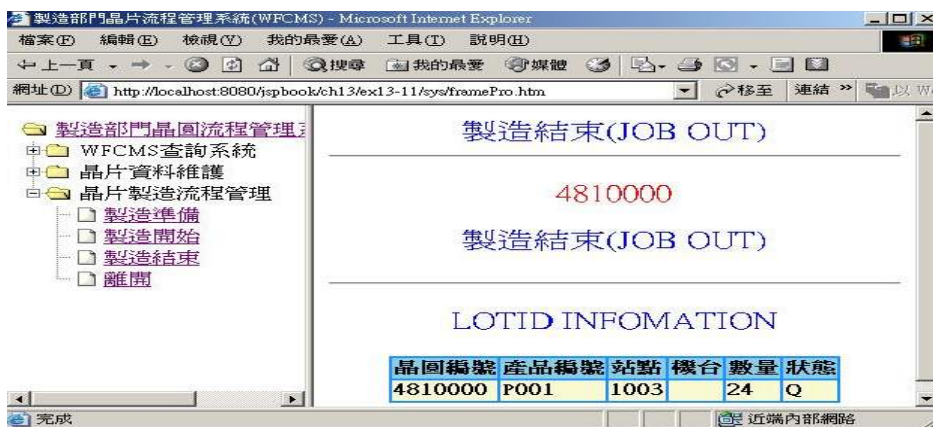 製造部門晶片流程管理系統(WFCMS) - Microsoft Internet Explorer
檔案(F) 編輯(E) 檢視(V) 我的最愛(A) 工具(T) 說明(H)
上一頁 搜尋 我的最愛 媒體
網址(D) http://localhost:8080/jspbook/ch13/ex13-11/sys/framePro.htm 移至 連結 »
製造部門晶圓流程管理
WFCMS查詢系統
晶片資料維護
晶片製造流程管理
製造準備
製造開始
製造結束
離開
製造結束(JOB OUT)
4810000
製造結束(JOB OUT)
LOTID INFOMATION
晶圓編號 產品編號 站點 機台 數量 狀態
4810000 P001 1003 24 Q
完成 近端內部網路